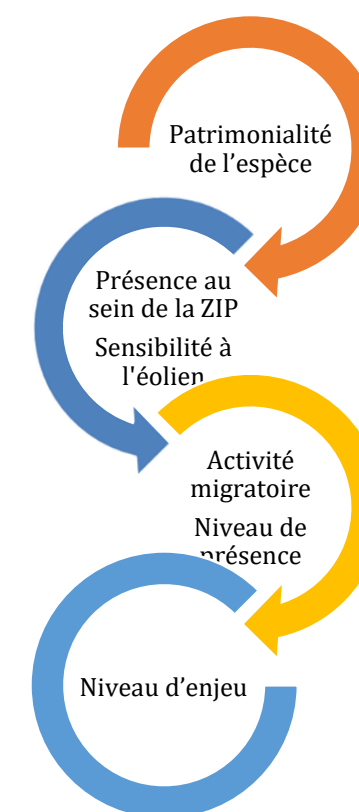 Patrimonialité
de l’espèce
Présence au
sein de la ZIP
Sensibilité à
l'éolien
Activité
migratoire
Niveau de
présence
Niveau d’enjeu